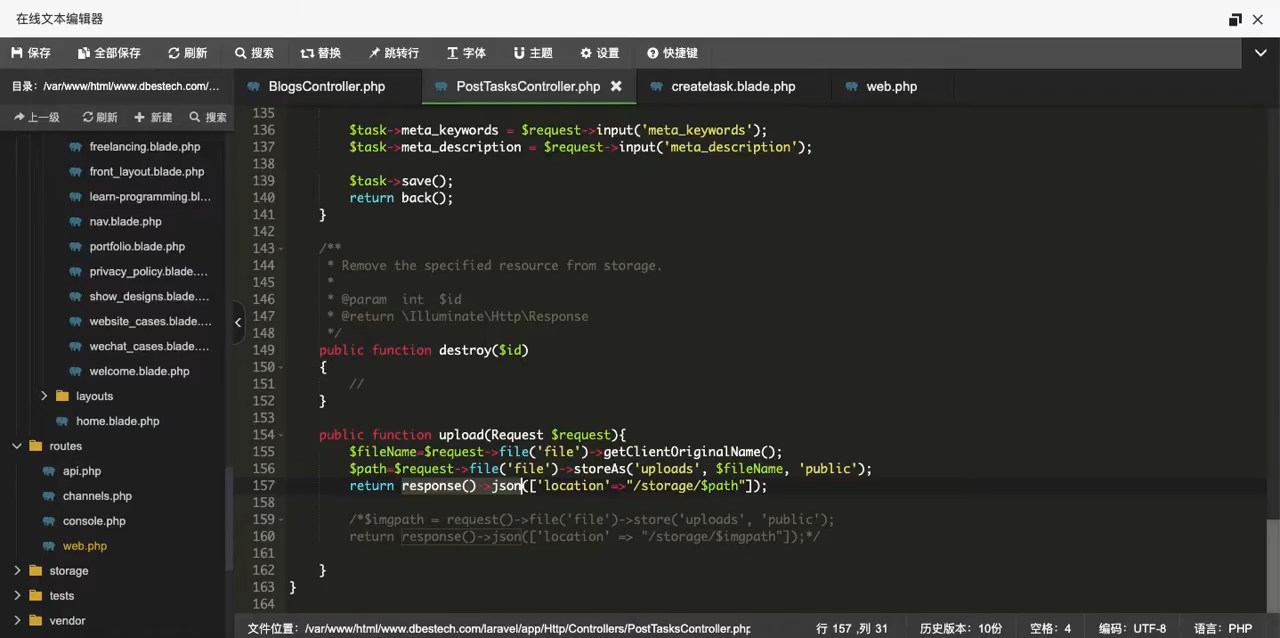 在线文本编辑器
保存 全部保存 刷新 搜索 替换 跳转行 字体 主题 设置 快捷键
目录: /var/www/html/www.dbestech.com/... BlogsController.php PostTasksController.php createtask.blade.php web.php
上一级 刷新 新建 搜索
freelancing.blade.php
front_layout.blade.php
learn-programming.bl...
nav.blade.php
portfolio.blade.php
privacy_policy.blade....
show_designs.blade....
website_cases.blade....
wechat_cases.blade....
welcome.blade.php
layouts
home.blade.php
routes
api.php
channels.php
console.php
web.php
storage
tests
vendor
135
136 $task->meta_keywords = $request->input('meta_keywords');
137 $task->meta_description = $request->input('meta_description');
138
139 $task->save();
140 return back();
141 }
142
143 /**
144 * Remove the specified resource from storage.
145 *
146 * @param  int  $id
147 * @return \Illuminate\Http\Response
148 */
149 public function destroy($id)
150 {
151 //
152 }
153
154 public function upload(Request $request){
155 $fileName=$request->file('file')->getClientOriginalName();
156 $path=$request->file('file')->storeAs('uploads', $fileName, 'public');
157 return response()->json(['location'=>"/storage/$path"]);
158
159 /*$imgpath = request()->file('file')->store('uploads', 'public');
160 return response()->json(['location' => "/storage/$imgpath"]);*/
161
162 }
163 }
164
文件位置: /var/www/html/www.dbestech.com/laravel/app/Http/Controllers/PostTasksController.php 行 157 ,列 31 历史版本: 10份 空格: 4 编码: UTF-8 语言: PHP